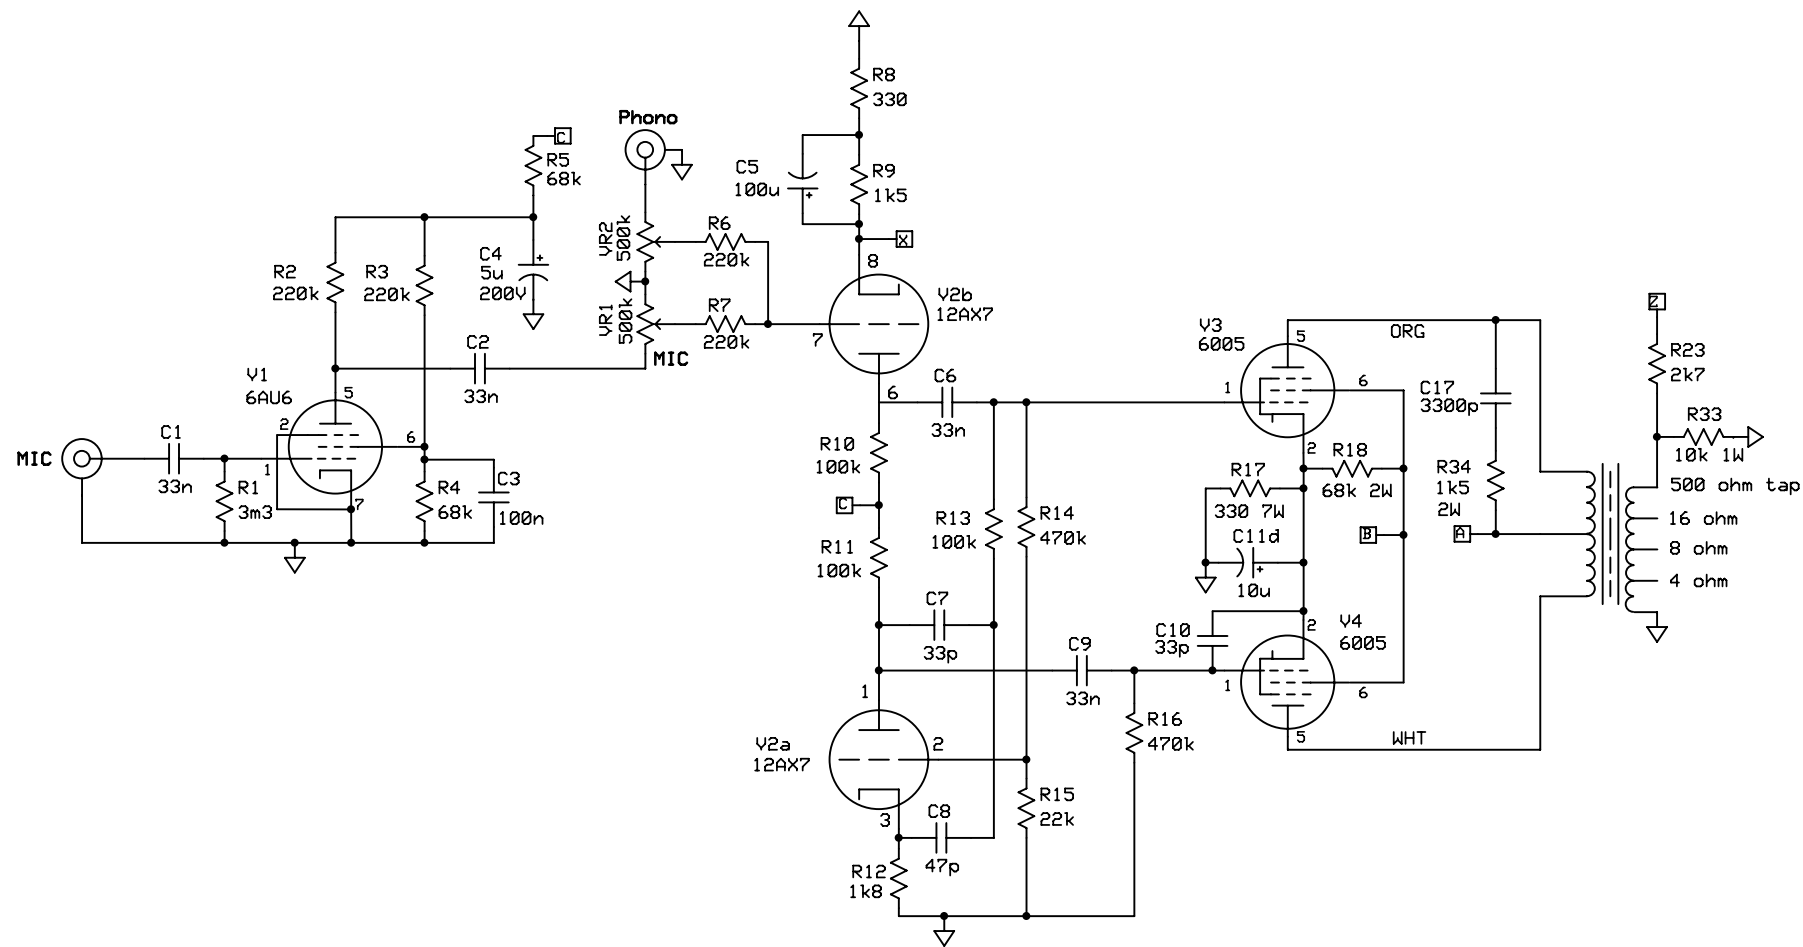 MIC
C1
33n
R1
3m3
V1
6AU6
2
1
5
6
7
R2
220k
R3
220k
R4
68k
C3
100n
C4
5u
200V
C
R5
68k
C2
33n
Phono
VR2
500k
VR1
500k
MIC
R6
220k
R7
220k
C5
100u
R8
330
R9
1k5
X
8
7
6
V2b
12AX7
C6
33n
R10
100k
C
R11
100k
C7
33p
R13
100k
R14
470k
1
2
3
V2a
12AX7
C8
47p
R12
1k8
R15
22k
C9
33n
R16
470k
C10
33p
V3
6005
1
5
6
2
R17
330 7W
R18
68k 2W
C11d
10u
B
V4
6005
2
1
6
5
ORG
WHT
C17
3300p
R34
1k5
2W
A
Z
R23
2k7
R33
10k 1W
500 ohm tap
16 ohm
8 ohm
4 ohm